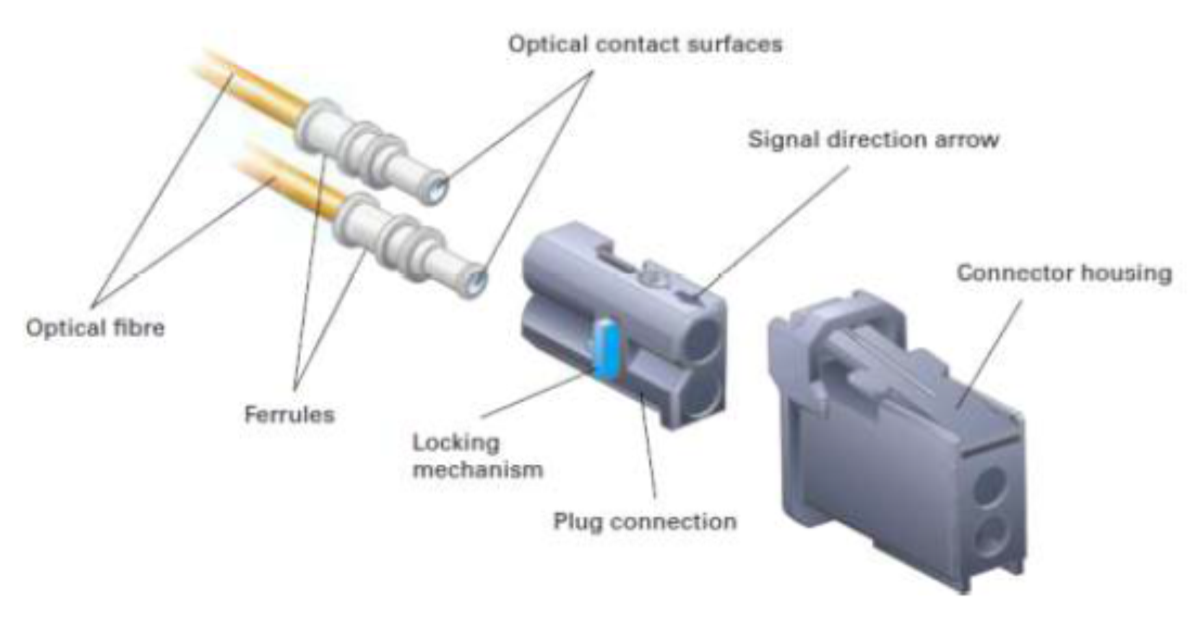 Optical contact surfaces
Signal direction arrow
Connector housing
Optical fibre
Ferrules
Locking
mechanism
Plug connection